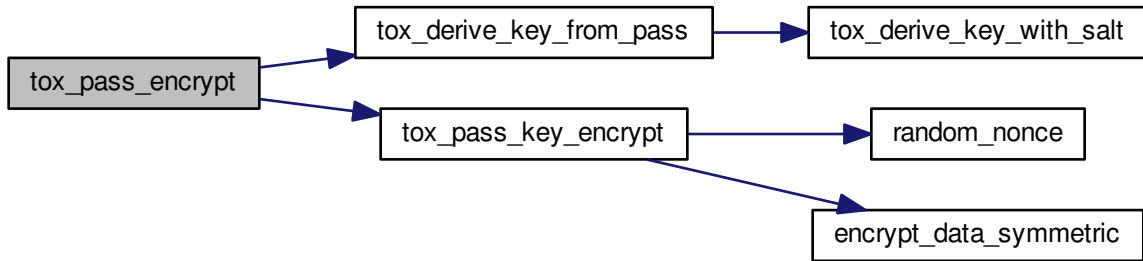 tox_derive_key_from_pass
tox_derive_key_with_salt
tox_pass_encrypt
tox_pass_key_encrypt
random_nonce
encrypt_data_symmetric